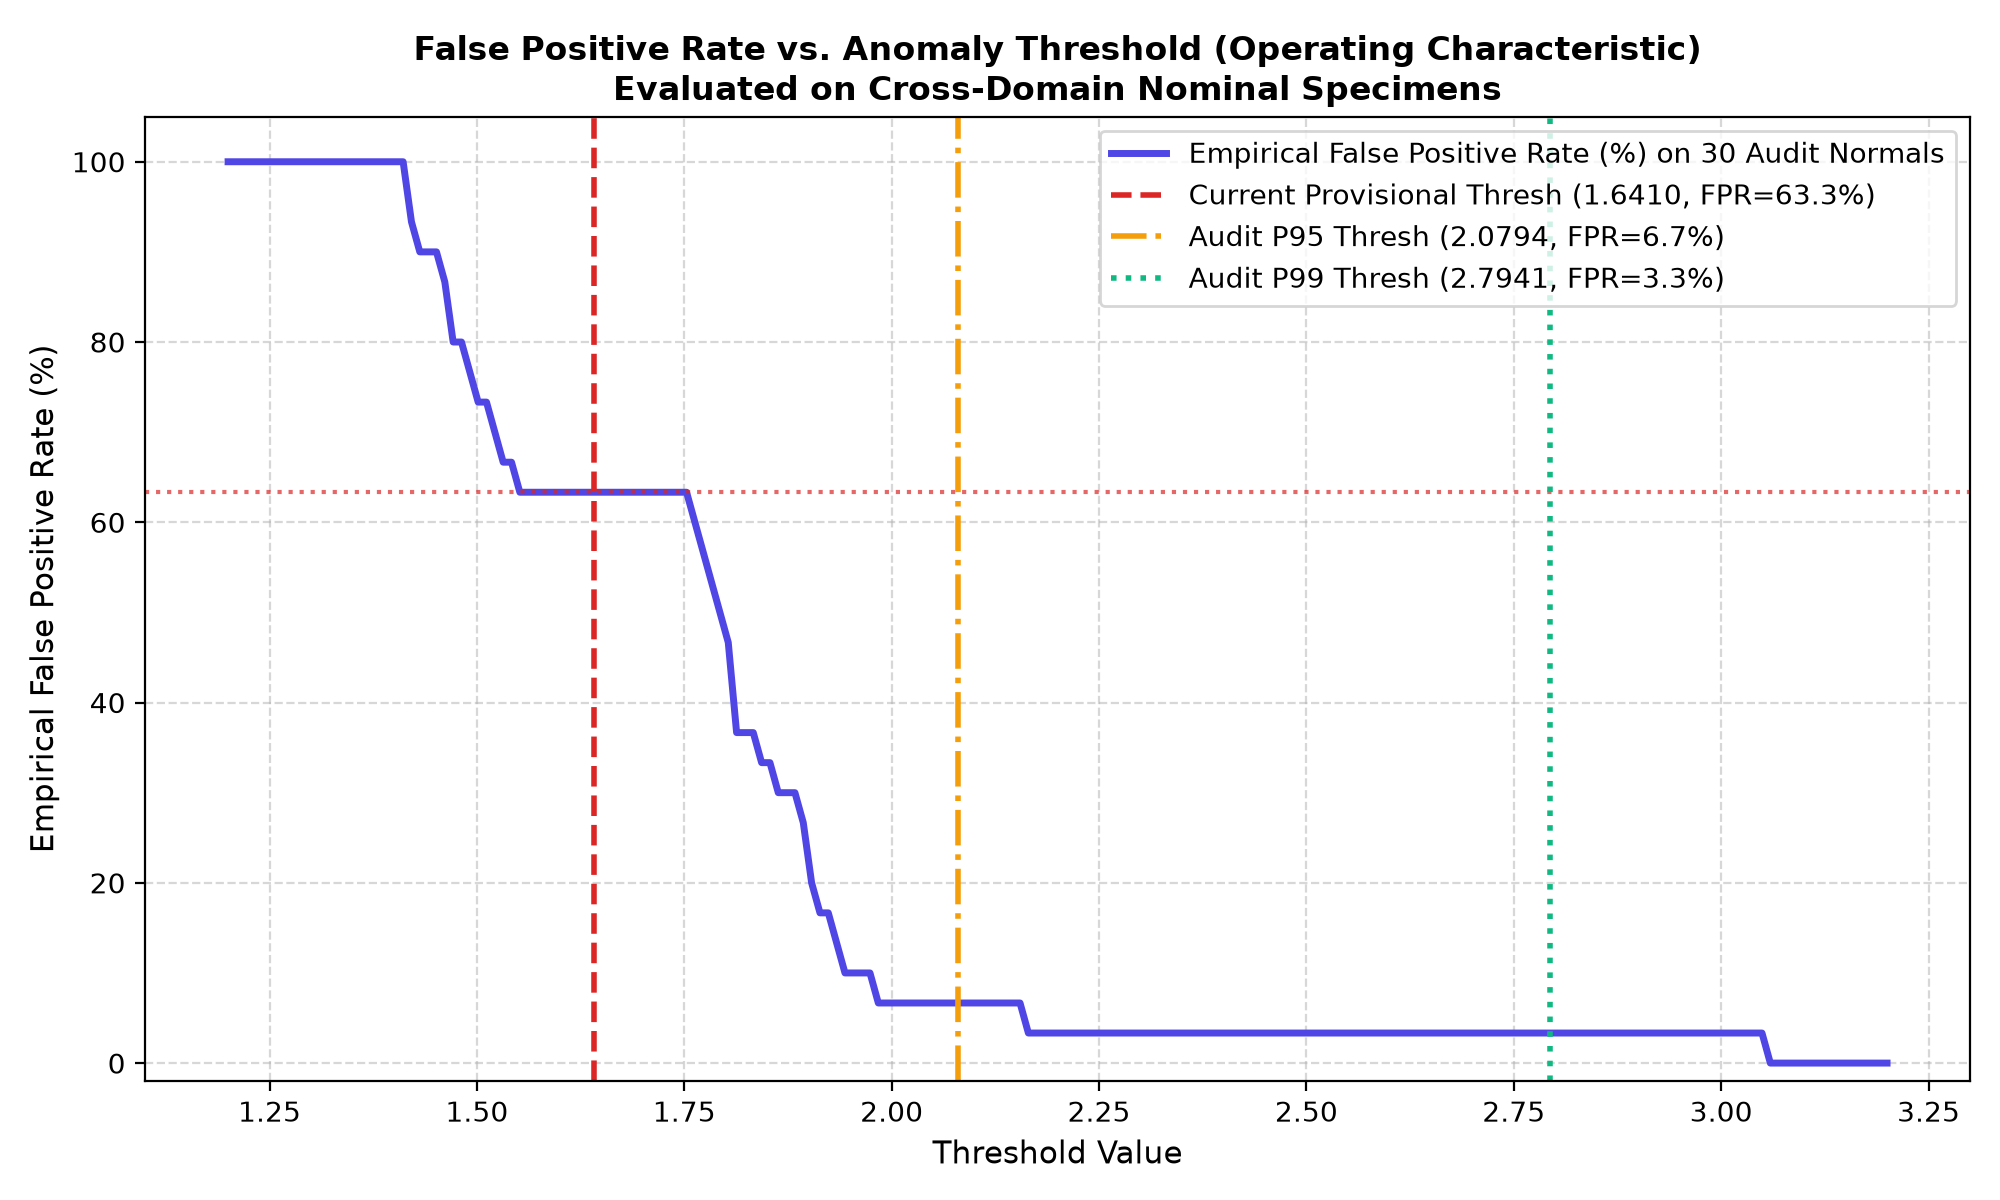 False Positive Rate vs. Anomaly Threshold (Operating Characteristic)
Evaluated on Cross-Domain Nominal Specimens
Empirical False Positive Rate (%) on 30 Audit Normals
Current Provisional Thresh (1.6410, FPR=63.3%)
Audit P95 Thresh (2.0794, FPR=6.7%)
Audit P99 Thresh (2.7941, FPR=3.3%)
Empirical False Positive Rate (%)
100
80
60
40
20
0
1.25 1.50 1.75 2.00 2.25 2.50 2.75 3.00 3.25
Threshold Value